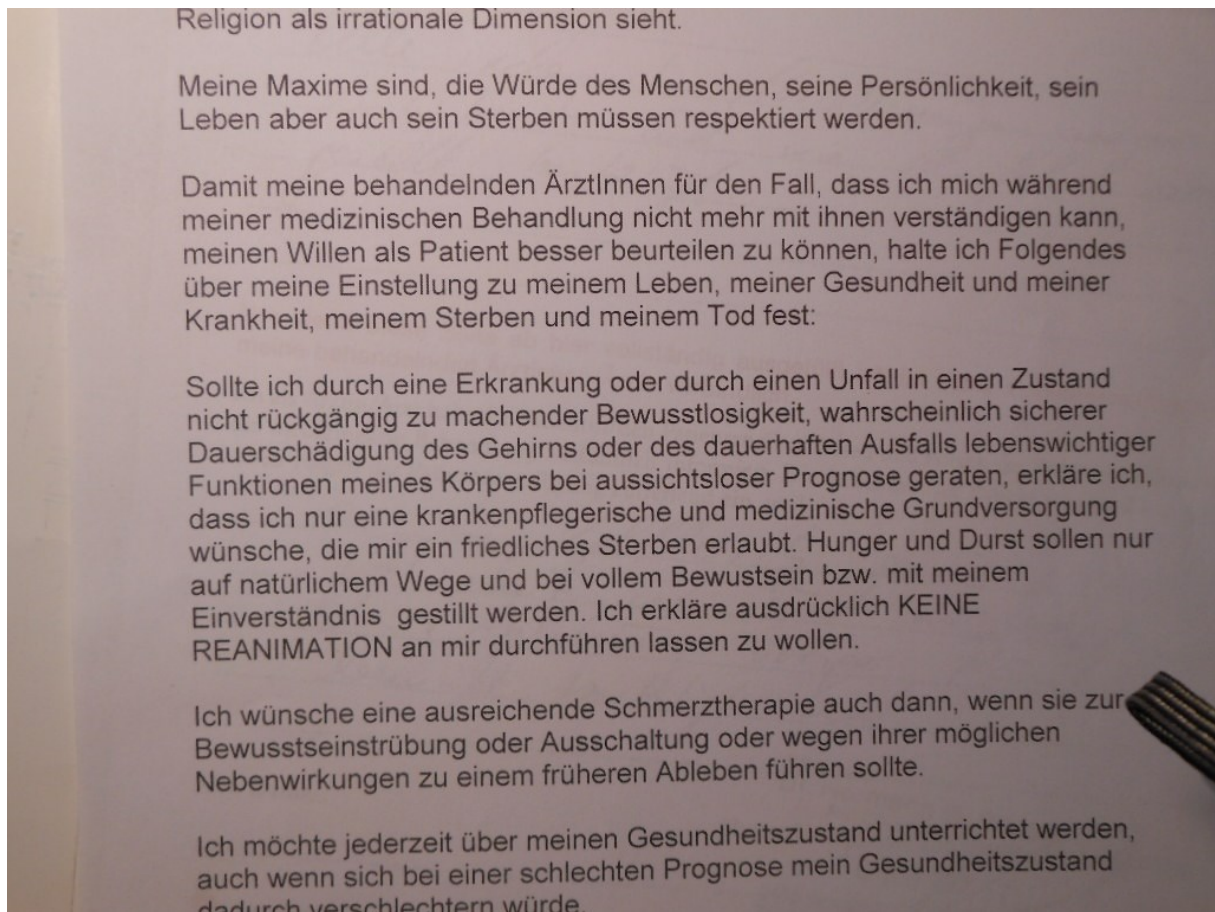 Religion als irrationale Dimension sieht.
Meine Maxime sind, die Würde des Menschen, seine Persönlichkeit, sein
Leben aber auch sein Sterben müssen respektiert werden.
Damit meine behandelnden ÄrztInnen für den Fall, dass ich mich während
meiner medizinischen Behandlung nicht mehr mit ihnen verständigen kann,
meinen Willen als Patient besser beurteilen zu können, halte ich Folgendes
über meine Einstellung zu meinem Leben, meiner Gesundheit und meiner
Krankheit, meinem Sterben und meinem Tod fest:
Sollte ich durch eine Erkrankung oder durch einen Unfall in einen Zustand
nicht rückgängig zu machender Bewusstlosigkeit, wahrscheinlich sicherer
Dauerschädigung des Gehirns oder des dauerhaften Ausfalls lebenswichtiger
Funktionen meines Körpers bei aussichtsloser Prognose geraten, erkläre ich,
dass ich nur eine krankenpflegerische und medizinische Grundversorgung
wünsche, die mir ein friedliches Sterben erlaubt. Hunger und Durst sollen nur
auf natürlichem Wege und bei vollem Bewustsein bzw. mit meinem
Einverständnis gestillt werden. Ich erkläre ausdrücklich KEINE
REANIMATION an mir durchführen lassen zu wollen.
Ich wünsche eine ausreichende Schmerztherapie auch dann, wenn sie zur
Bewusstseinstrübung oder Ausschaltung oder wegen ihrer möglichen
Nebenwirkungen zu einem früheren Ableben führen sollte.
Ich möchte jederzeit über meinen Gesundheitszustand unterrichtet werden,
auch wenn sich bei einer schlechten Prognose mein Gesundheitszustand
dadurch verschlechtern würde.